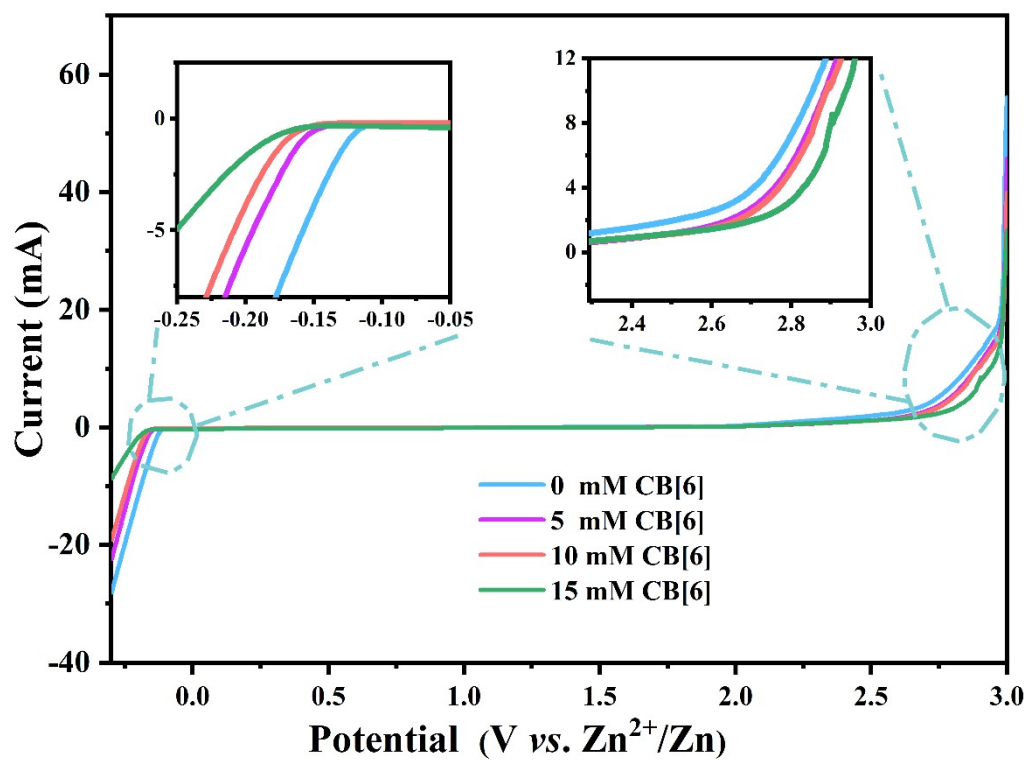 60
40
20
0
-20
-40
Current (mA)
0
-5
-0.25 -0.20 -0.15 -0.10 -0.05
12
8
4
0
2.4 2.6 2.8 3.0
0 mM CB[6]
5 mM CB[6]
10 mM CB[6]
15 mM CB[6]
0.0 0.5 1.0 1.5 2.0 2.5 3.0
Potential (V vs. Zn²⁺/Zn)